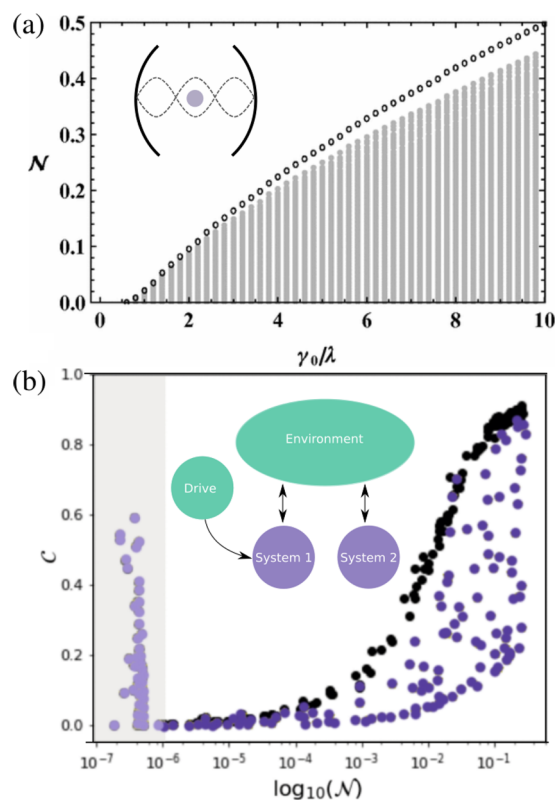 (a)
0.5
0.4
0.3
0.2
0.1
0.0
𝒩
0 2 4 6 8 10
γ₀/λ
(b)
1.0
0.8
0.6
0.4
0.2
0.0
𝒞
Environment
Drive
System 1 System 2
10⁻⁷ 10⁻⁶ 10⁻⁵ 10⁻⁴ 10⁻³ 10⁻² 10⁻¹
log₁₀(𝒩)